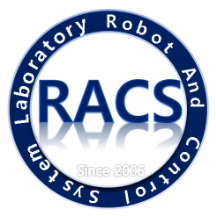 Laboratory Robot And Control System
RACS
Since 2006